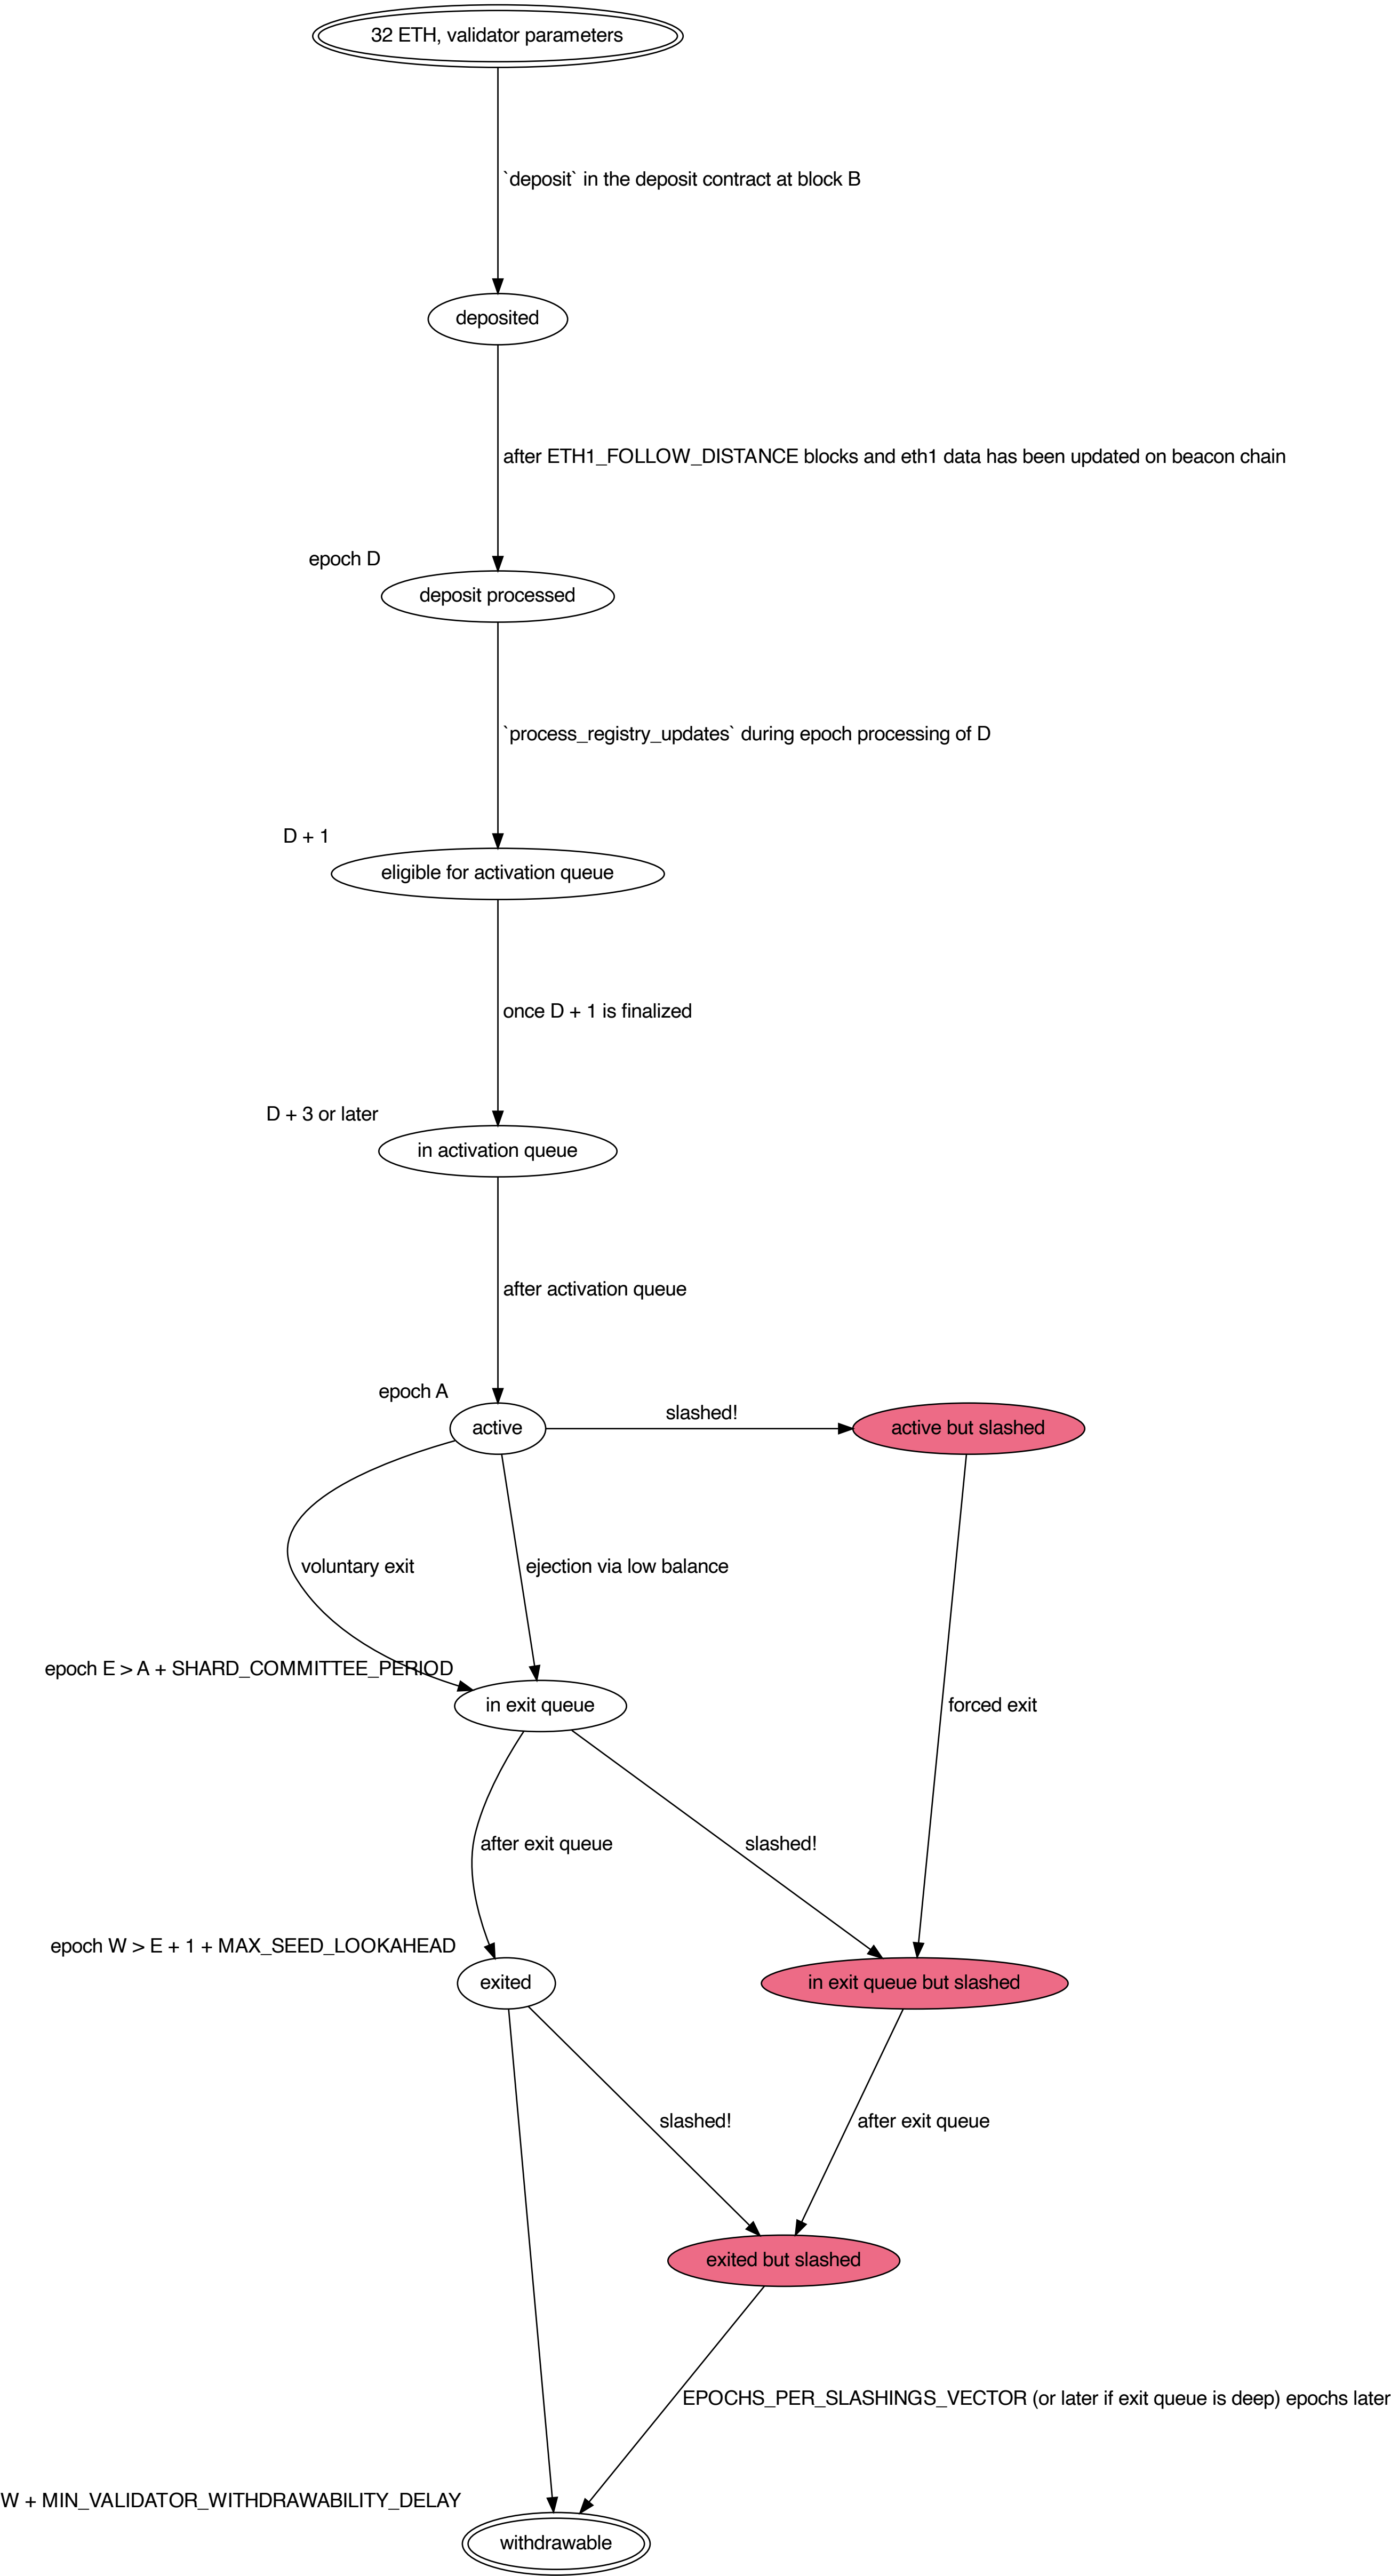 32 ETH, validator parameters
`deposit` in the deposit contract at block B
deposited
after ETH1_FOLLOW_DISTANCE blocks and eth1 data has been updated on beacon chain
epoch D
deposit processed
`process_registry_updates` during epoch processing of D
D + 1
eligible for activation queue
once D + 1 is finalized
D + 3 or later
in activation queue
after activation queue
epoch A
active
slashed!
active but slashed
voluntary exit
ejection via low balance
epoch E > A + SHARD_COMMITTEE_PERIOD
in exit queue
forced exit
after exit queue
slashed!
epoch W > E + 1 + MAX_SEED_LOOKAHEAD
exited
in exit queue but slashed
slashed!
after exit queue
exited but slashed
EPOCHS_PER_SLASHINGS_VECTOR (or later if exit queue is deep) epochs later
W + MIN_VALIDATOR_WITHDRAWABILITY_DELAY
withdrawable